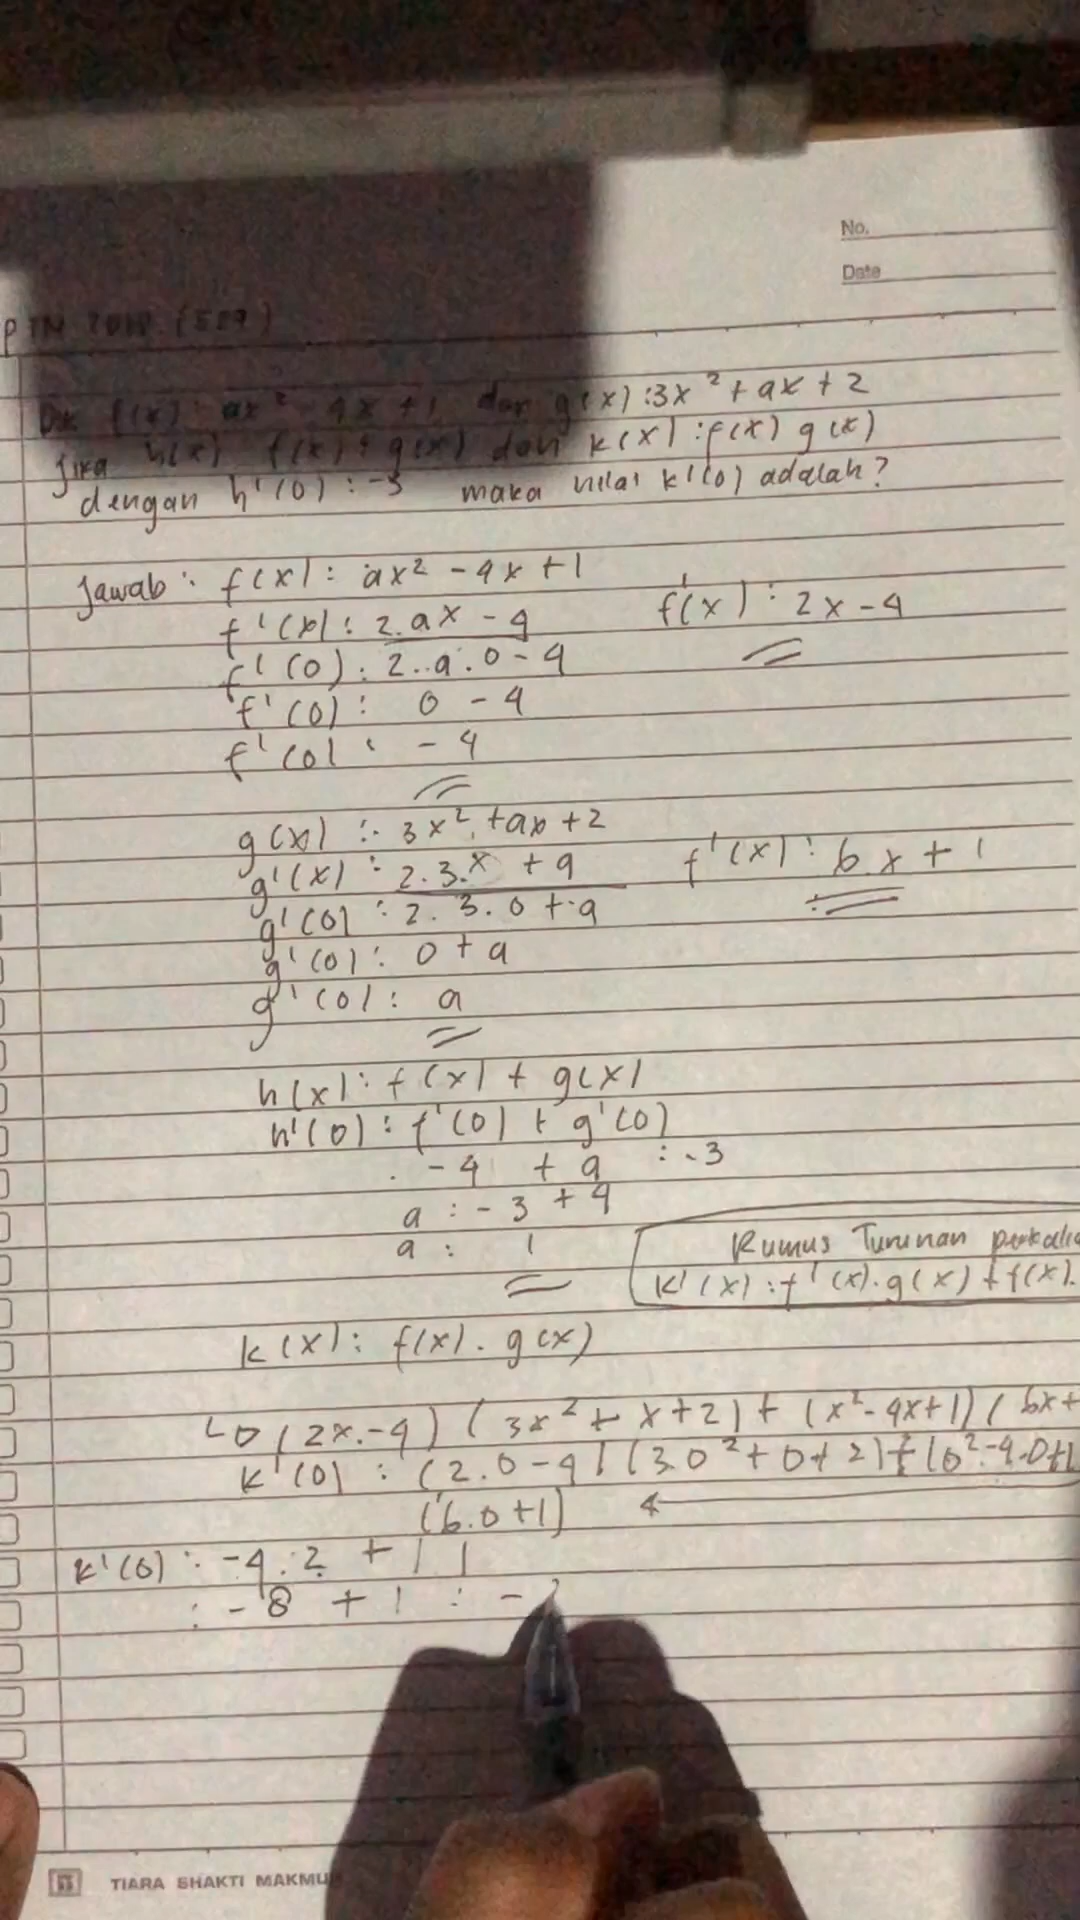 No.
Date
Dk f(x) : ax² - 4x + 1 dan g(x) : 3x² + ax + 2
Jika h(x) f(x) + g(x) dan k(x) : f(x) g(x)
dengan h'(0) : -3 maka nilai k'(0) adalah?
Jawab : f(x) : ax² - 4x + 1
f'(x) : 2.ax - 4
f'(x) : 2x - 4
f'(0) : 2..a.0 - 4
f'(0) : 0 - 4
f'(0) : - 4
g(x) : 3x² + ax + 2
g'(x) : 2.3.x + a
f'(x) : 6x + 1
g'(0) : 2.3.0 + a
g'(0) : 0 + a
g'(0) : a
h(x) : f(x) + g(x)
h'(0) : f'(0) + g'(0)
. -4 + a : -3
a : - 3 + 4
a : 1
Rumus Turunan
k'(x) : f'(x).g(x) + f(x).
k(x) : f(x) . g(x)
(2x.-4) (3x² + x + 2) + (x² - 4x + 1) (6x +
k'(0) : (2.0 - 4) (3.0² + 0 + 2) + (0² - 4.0 + 1
(6.0 + 1)
k'(0) : -4.2 + 1 1
: -8 + 1 : -
TIARA SHAKTI